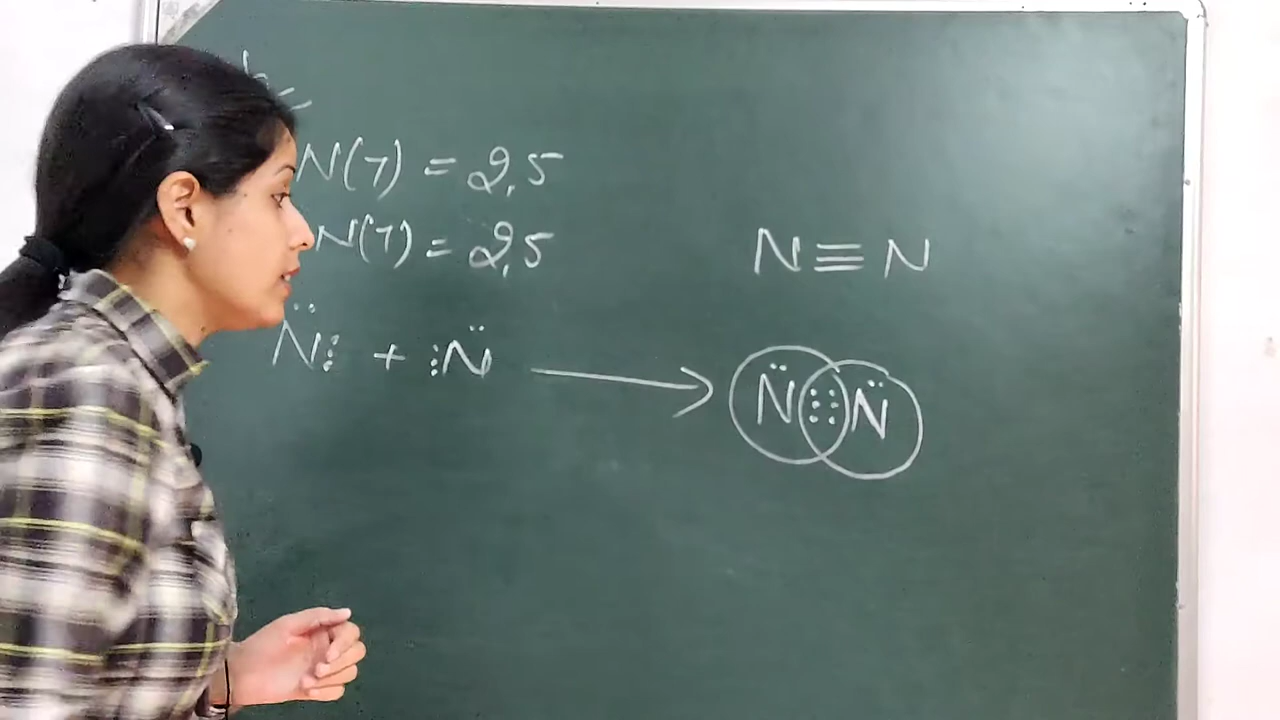 N(7) = 2,5
N(7) = 2,5
N≡N
N̈⋮ + ⋮N̈ ⟶ N̈⋮⋮N̈